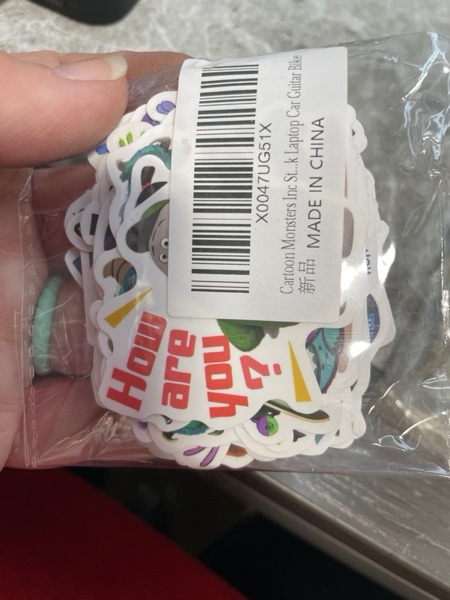 X0047UG51X
Cartoon Monsters Inc St...k Laptop Car Guitar Bike
新品 MADE IN CHINA
How
are
you
?